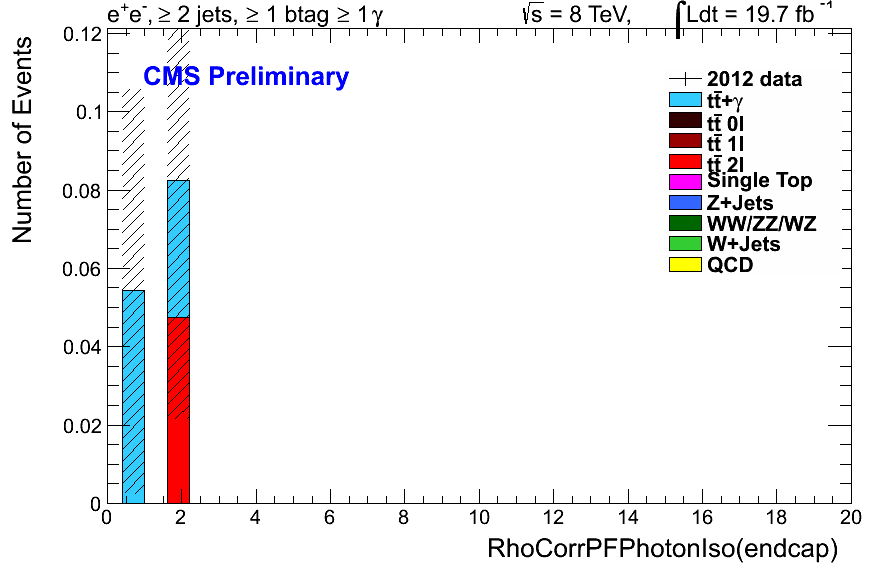 e⁺e⁻, ≥ 2 jets, ≥ 1 btag ≥ 1 γ
√s = 8 TeV, ∫Ldt = 19.7 fb⁻¹
Number of Events
CMS Preliminary
2012 data
tt̄+γ
tt̄ 0l
tt̄ 1l
tt̄ 2l
Single Top
Z+Jets
WW/ZZ/WZ
W+Jets
QCD
0.12
0.1
0.08
0.06
0.04
0.02
0
0 2 4 6 8 10 12 14 16 18 20
RhoCorrPFPhotonIso(endcap)